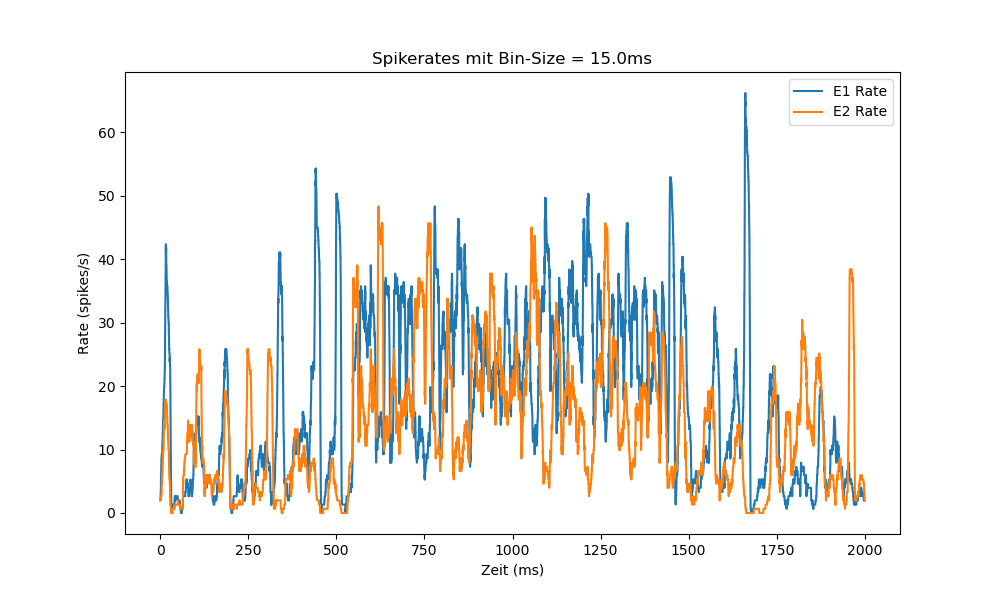 Spikerates mit Bin-Size = 15.0ms
E1 Rate
E2 Rate
Rate (spikes/s)
60
50
40
30
20
10
0
0 250 500 750 1000 1250 1500 1750 2000
Zeit (ms)